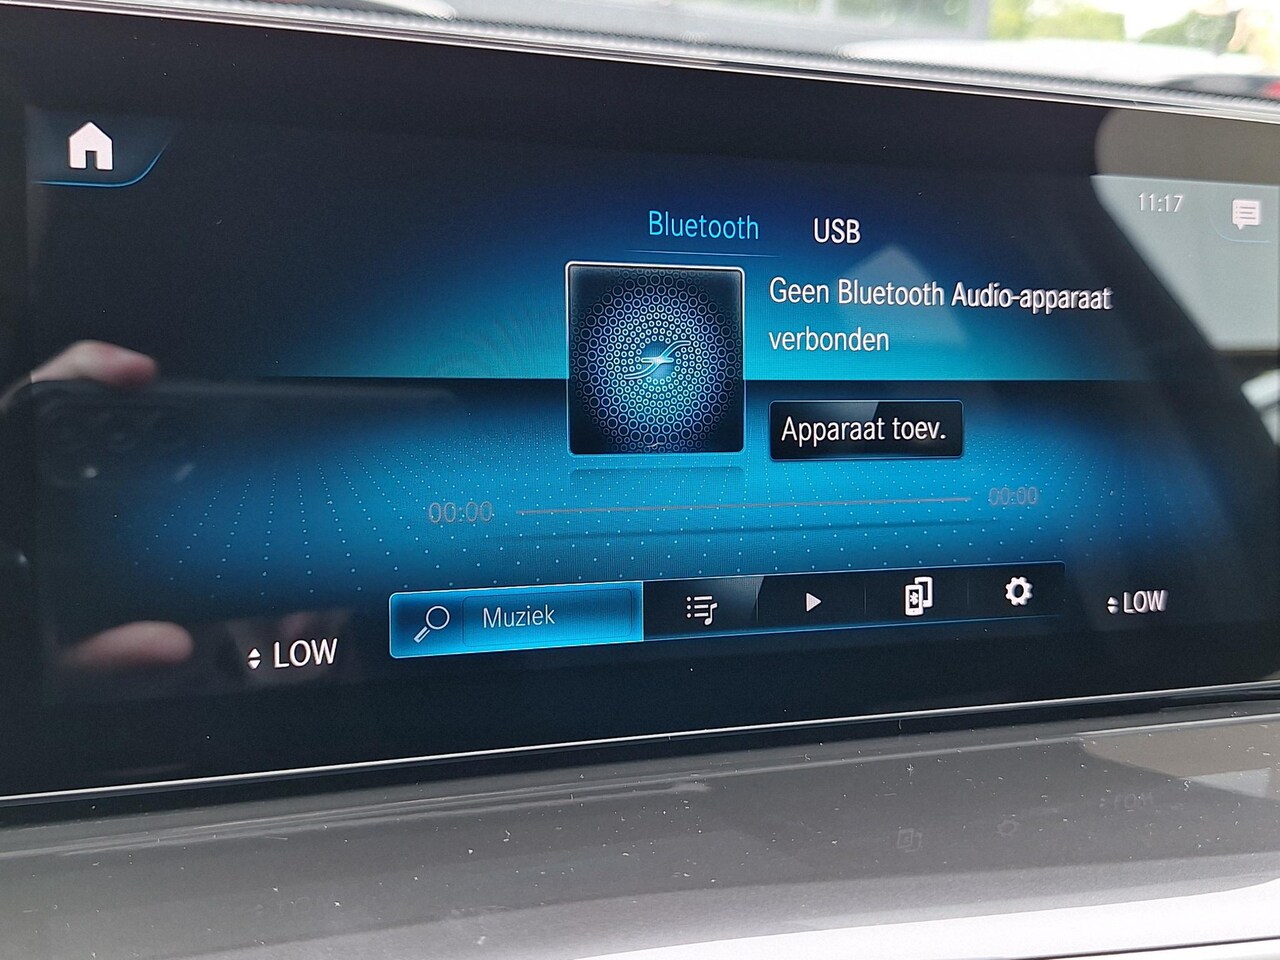 11:17
Bluetooth USB
Geen Bluetooth Audio-apparaat
verbonden
Apparaat toev.
00:00 00:00
LOW Muziek LOW